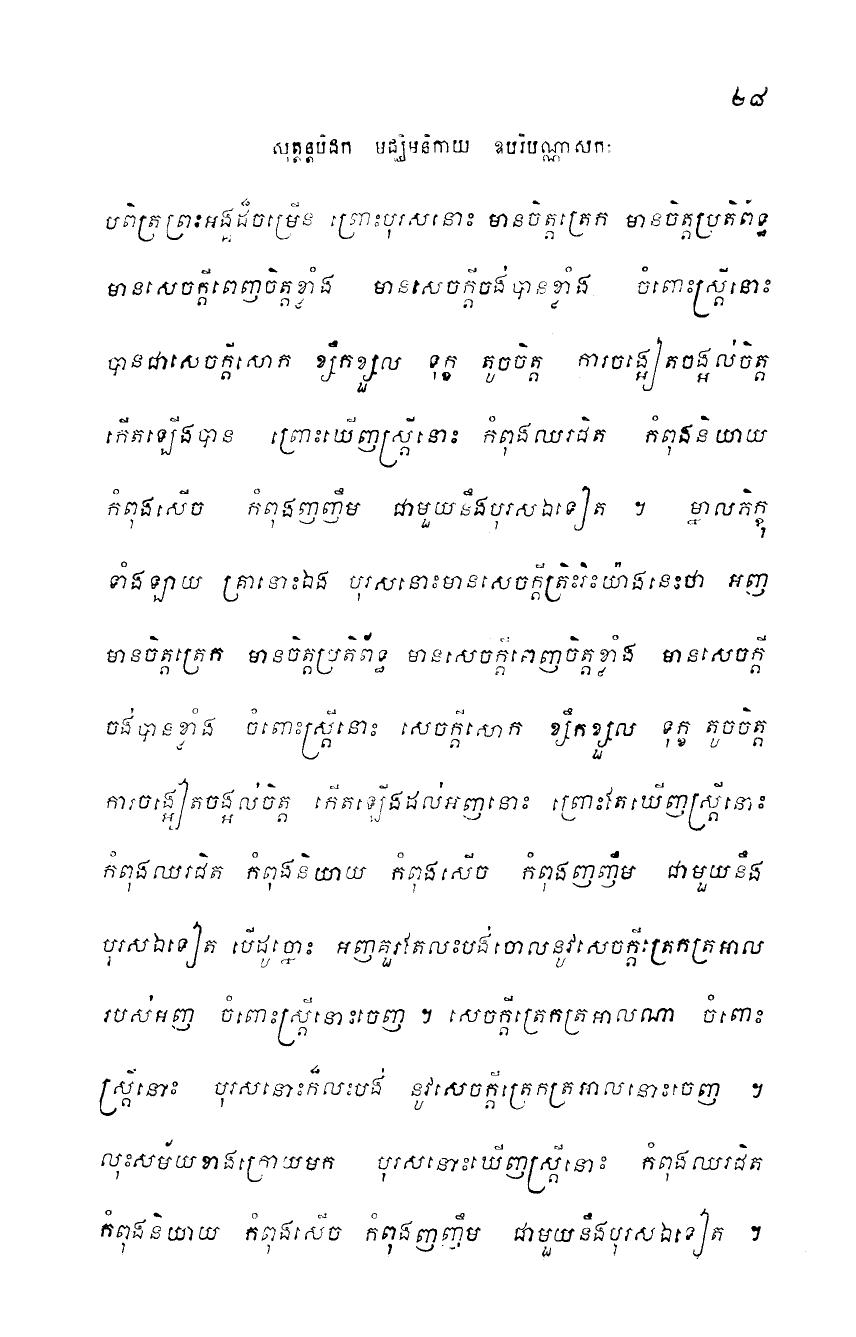 ២៨
សុត្តន្តបិដក មជ្ឈិមនិកាយ ឧបរិបណ្ណាសកៈ
បពិត្រព្រះអង្គដ៏ចម្រើន ព្រោះបុរសនោះ មានចិត្តត្រេក មានចិត្តប្រតិព័ទ្ធ
មានសេចក្តីពេញចិត្តខ្លាំង មានសេចក្តីចង់បានខ្លាំង ចំពោះស្ត្រីនោះ
បានជាសេចក្តីសោក ខ្សឹកខ្សួល ទុក្ខ តូចចិត្ត ការចង្អៀតចង្អល់ចិត្ត
កើតឡើងបាន ព្រោះឃើញស្ត្រីនោះ កំពុងឈរជិត កំពុងនិយាយ
កំពុងសើច កំពុងញញឹម ជាមួយនឹងបុរសឯទៀត ។ ម្នាលភិក្ខុ
ទាំងឡាយ គ្រានោះឯង បុរសនោះមានសេចក្តីត្រិះរិះយ៉ាងនេះថា អញ
មានចិត្តត្រេក មានចិត្តប្រតិព័ទ្ធ មានសេចក្តីពេញចិត្តខ្លាំង មានសេចក្តី
ចង់បានខ្លាំង ចំពោះស្ត្រីនោះ សេចក្តីសោក ខ្សឹកខ្សួល ទុក្ខ តូចចិត្ត
ការចង្អៀតចង្អល់ចិត្ត កើតឡើងដល់អញនោះ ព្រោះតែឃើញស្ត្រីនោះ
កំពុងឈរជិត កំពុងនិយាយ កំពុងសើច កំពុងញញឹម ជាមួយនឹង
បុរសឯទៀត បើដូច្នោះ អញគួរតែលះបង់ចោលនូវសេចក្តីត្រេកត្រអាល
របស់អញ ចំពោះស្ត្រីនោះចេញ ។ សេចក្តីត្រេកត្រអាលណា ចំពោះ
ស្ត្រីនោះ បុរសនោះក៏លះបង់ នូវសេចក្តីត្រេកត្រអាលនោះចេញ ។
លុះសម័យខាងក្រោយមក បុរសនោះឃើញស្ត្រីនោះ កំពុងឈរជិត
កំពុងនិយាយ កំពុងសើច កំពុងញញឹម ជាមួយនឹងបុរសឯទៀត ។